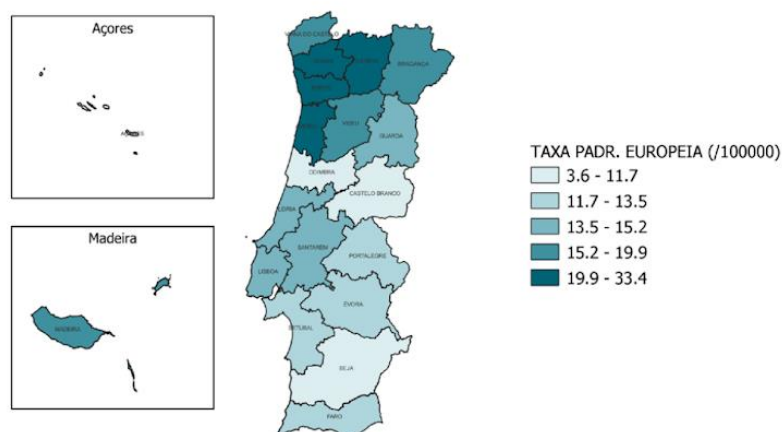 Açores
AÇORES
Madeira
MADEIRA
VIANA DO CASTELO
BRAGANÇA
VISEU
GUARDA
COIMBRA
CASTELO BRANCO
LEIRIA
SANTARÉM
LISBOA
PORTALEGRE
ÉVORA
SETÚBAL
BEJA
FARO
TAXA PADR. EUROPEIA (/100000)
3.6 - 11.7
11.7 - 13.5
13.5 - 15.2
15.2 - 19.9
19.9 - 33.4